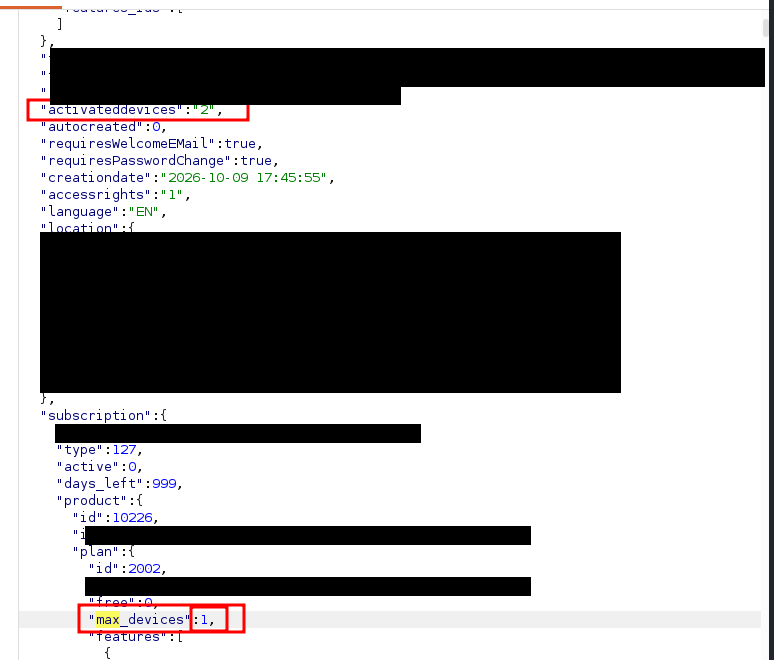 "features_ids":[
]
},
"activateddevices":"2",
"autocreated":0,
"requiresWelcomeEMail":true,
"requiresPasswordChange":true,
"creationdate":"2026-10-09 17:45:55",
"accessrights":"1",
"language":"EN",
"location":{
},
"subscription":{
"type":127,
"active":0,
"days_left":999,
"product":{
"id":10226,
"i
"plan":{
"id":2002,
"free":0,
"max_devices":1,
"features":[
{